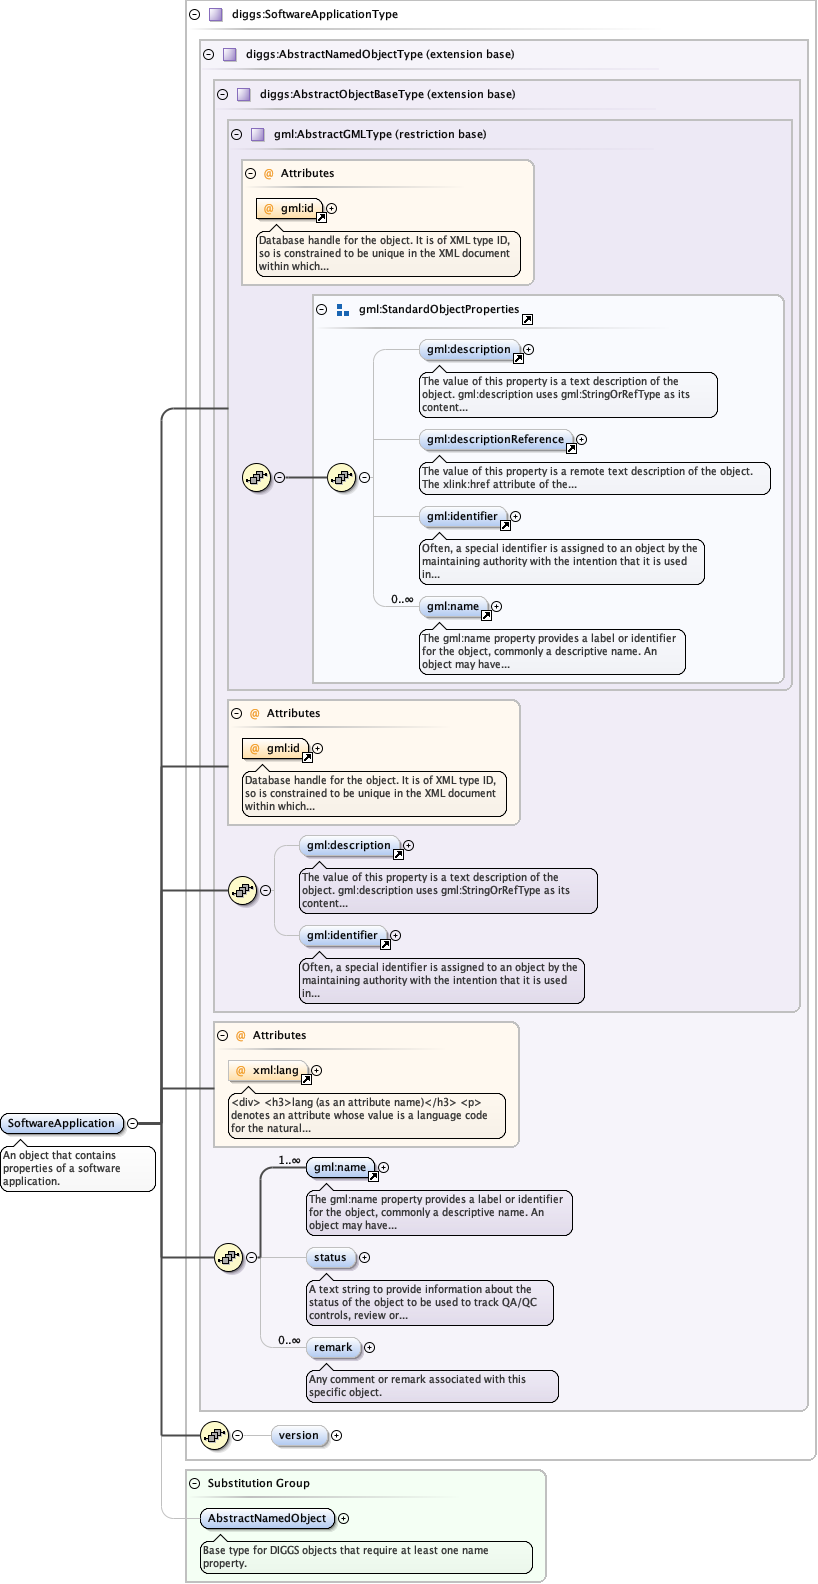 diggs:SoftwareApplicationType
diggs:AbstractNamedObjectType (extension base)
diggs:AbstractObjectBaseType (extension base)
gml:AbstractGMLType (restriction base)
@ Attributes
@ gml:id
Database handle for the object. It is of XML type ID,
so is constrained to be unique in the XML document
within which...
gml:StandardObjectProperties
gml:description
The value of this property is a text description of the
object. gml:description uses gml:StringOrRefType as its
content...
gml:descriptionReference
The value of this property is a remote text description of the object.
The xlink:href attribute of the...
gml:identifier
Often, a special identifier is assigned to an object by the
maintaining authority with the intention that it is used
in...
0..∞
gml:name
The gml:name property provides a label or identifier
for the object, commonly a descriptive name. An
object may have...
@ Attributes
@ gml:id
Database handle for the object. It is of XML type ID,
so is constrained to be unique in the XML document
within which...
gml:description
The value of this property is a text description of the
object. gml:description uses gml:StringOrRefType as its
content...
gml:identifier
Often, a special identifier is assigned to an object by the
maintaining authority with the intention that it is used
in...
@ Attributes
@ xml:lang
<div> <h3>lang (as an attribute name)</h3> <p>
denotes an attribute whose value is a language code
for the natural...
SoftwareApplication
An object that contains
properties of a software
application.
1..∞
gml:name
The gml:name property provides a label or identifier
for the object, commonly a descriptive name. An
object may have...
status
A text string to provide information about the
status of the object to be used to track QA/QC
controls, review or...
0..∞
remark
Any comment or remark associated with this
specific object.
version
Substitution Group
AbstractNamedObject
Base type for DIGGS objects that require at least one name
property.